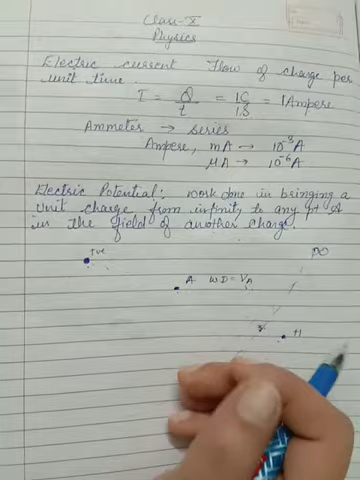 Class-X
Physics
Electric current Flow of charge per
unit time.
I = Q/t = 1C/1S = 1 Ampere
Ammeter → series
Ampere, mA → 10⁻³A
μA → 10⁻⁶A
Electric Potential: Work done in bringing a
unit charge from infinity to any pt A
in the field of another charge.
+ve
∞
A WD = VA
+1